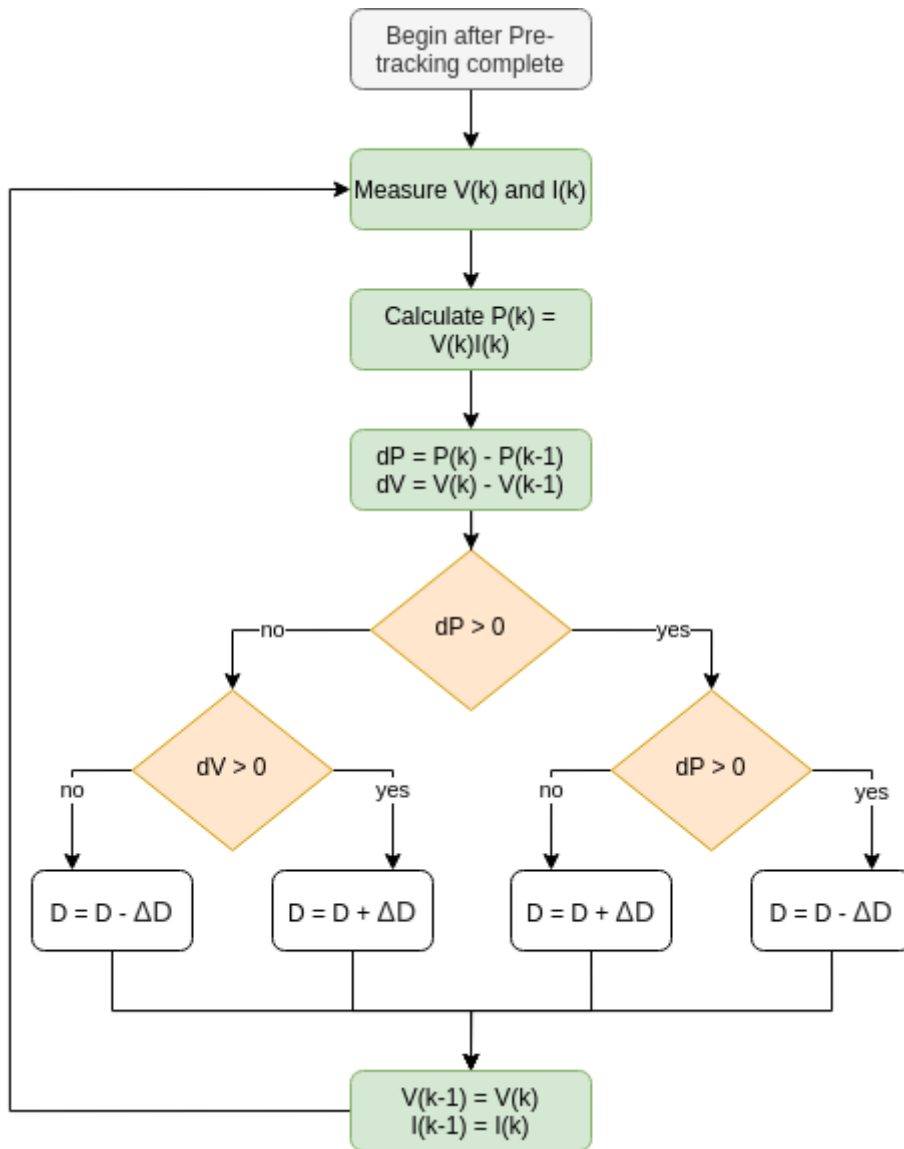 Begin after Pre-
tracking complete
Measure V(k) and I(k)
Calculate P(k) =
V(k)I(k)
dP = P(k) - P(k-1)
dV = V(k) - V(k-1)
dP > 0
no
yes
dV > 0
dP > 0
no
yes
no
yes
D = D - ΔD
D = D + ΔD
D = D + ΔD
D = D - ΔD
V(k-1) = V(k)
I(k-1) = I(k)